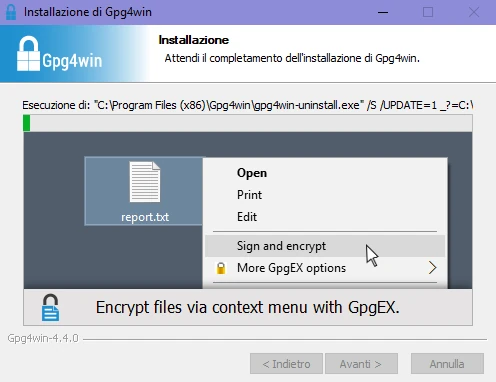 Installazione di Gpg4win
Gpg4win
Installazione
Attendi il completamento dell'installazione di Gpg4win.
Esecuzione di: "C:\Program Files (x86)\Gpg4win\gpg4win-uninstall.exe" /S /UPDATE=1 _?=C:\
report.txt
Open
Print
Edit
Sign and encrypt
More GpgEX options
Encrypt files via context menu with GpgEX.
Gpg4win-4.4.0
< Indietro
Avanti >
Annulla